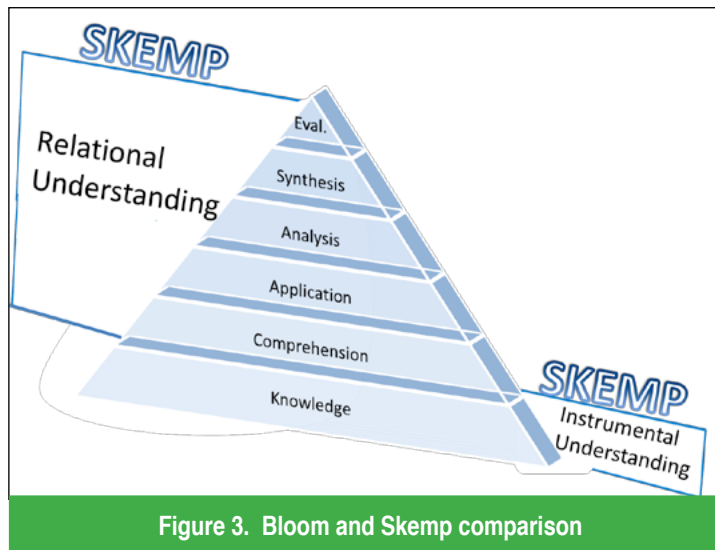 SKEMP
Relational
Understanding
Eval.
Synthesis
Analysis
Application
Comprehension
Knowledge
SKEMP
Instrumental
Understanding
Figure 3. Bloom and Skemp comparison